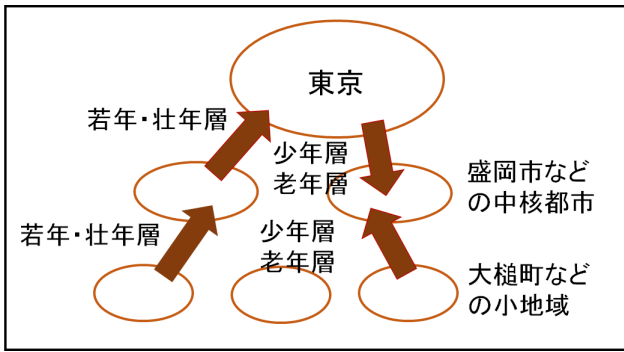 東京
若年・壮年層
少年層
老年層
盛岡市など
の中核都市
若年・壮年層
少年層
老年層
大槌町など
の小地域